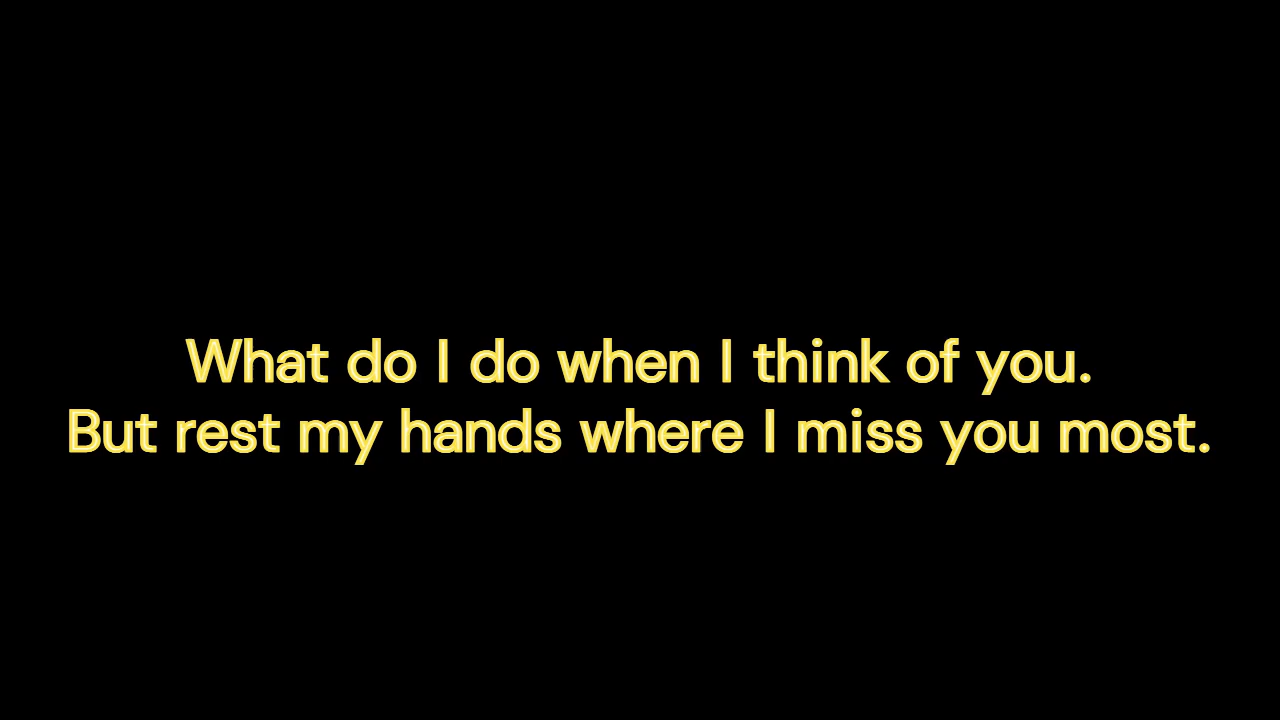 What do I do when I think of you.
But rest my hands where I miss you most.